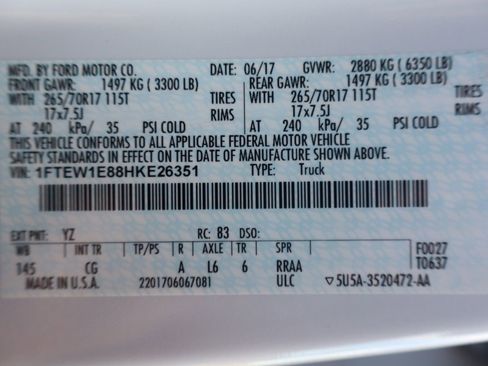 MFD. BY FORD MOTOR CO. DATE: 06/17 GVWR: 2880 KG ( 6350 LB)
FRONT GAWR: 1497 KG ( 3300 LB) REAR GAWR: 1497 KG ( 3300 LB)
WITH 265/70R17 115T TIRES WITH 265/70R17 115T TIRES
17x7.5J RIMS 17x7.5J RIMS
AT 240 kPa/ 35 PSI COLD AT 240 kPa/ 35 PSI COLD
THIS VEHICLE CONFORMS TO ALL APPLICABLE FEDERAL MOTOR VEHICLE
SAFETY STANDARDS IN EFFECT ON THE DATE OF MANUFACTURE SHOWN ABOVE.
VIN: 1FTEW1E88HKE26351 TYPE: Truck
EXT PNT: YZ RC: 83 DSO:
WB INT TR TP/PS R AXLE TR SPR F0027
145 CG A L6 6 RRAA T0637
MADE IN U.S.A. 2201706067081 ULC ▽5U5A-3520472-AA